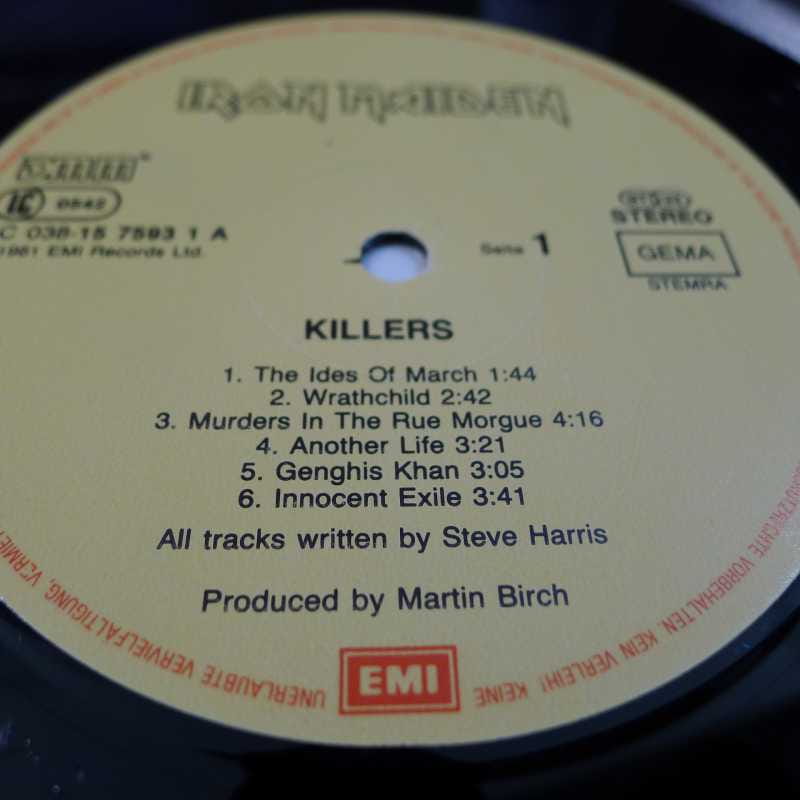 IRON MAIDEN
DMM
LC 0542
C 038-15 7593 1 A
1981 EMI Records Ltd.
STEREO
Seite 1
GEMA
STEMRA
KILLERS
1. The Ides Of March 1:44
2. Wrathchild 2:42
3. Murders In The Rue Morgue 4:16
4. Another Life 3:21
5. Genghis Khan 3:05
6. Innocent Exile 3:41
All tracks written by Steve Harris
Produced by Martin Birch
EMI
UNERLAUBTE VERVIELFÄLTIGUNG, VERMIET
VORBEHALTEN. KEIN VERLEIH! KEINE